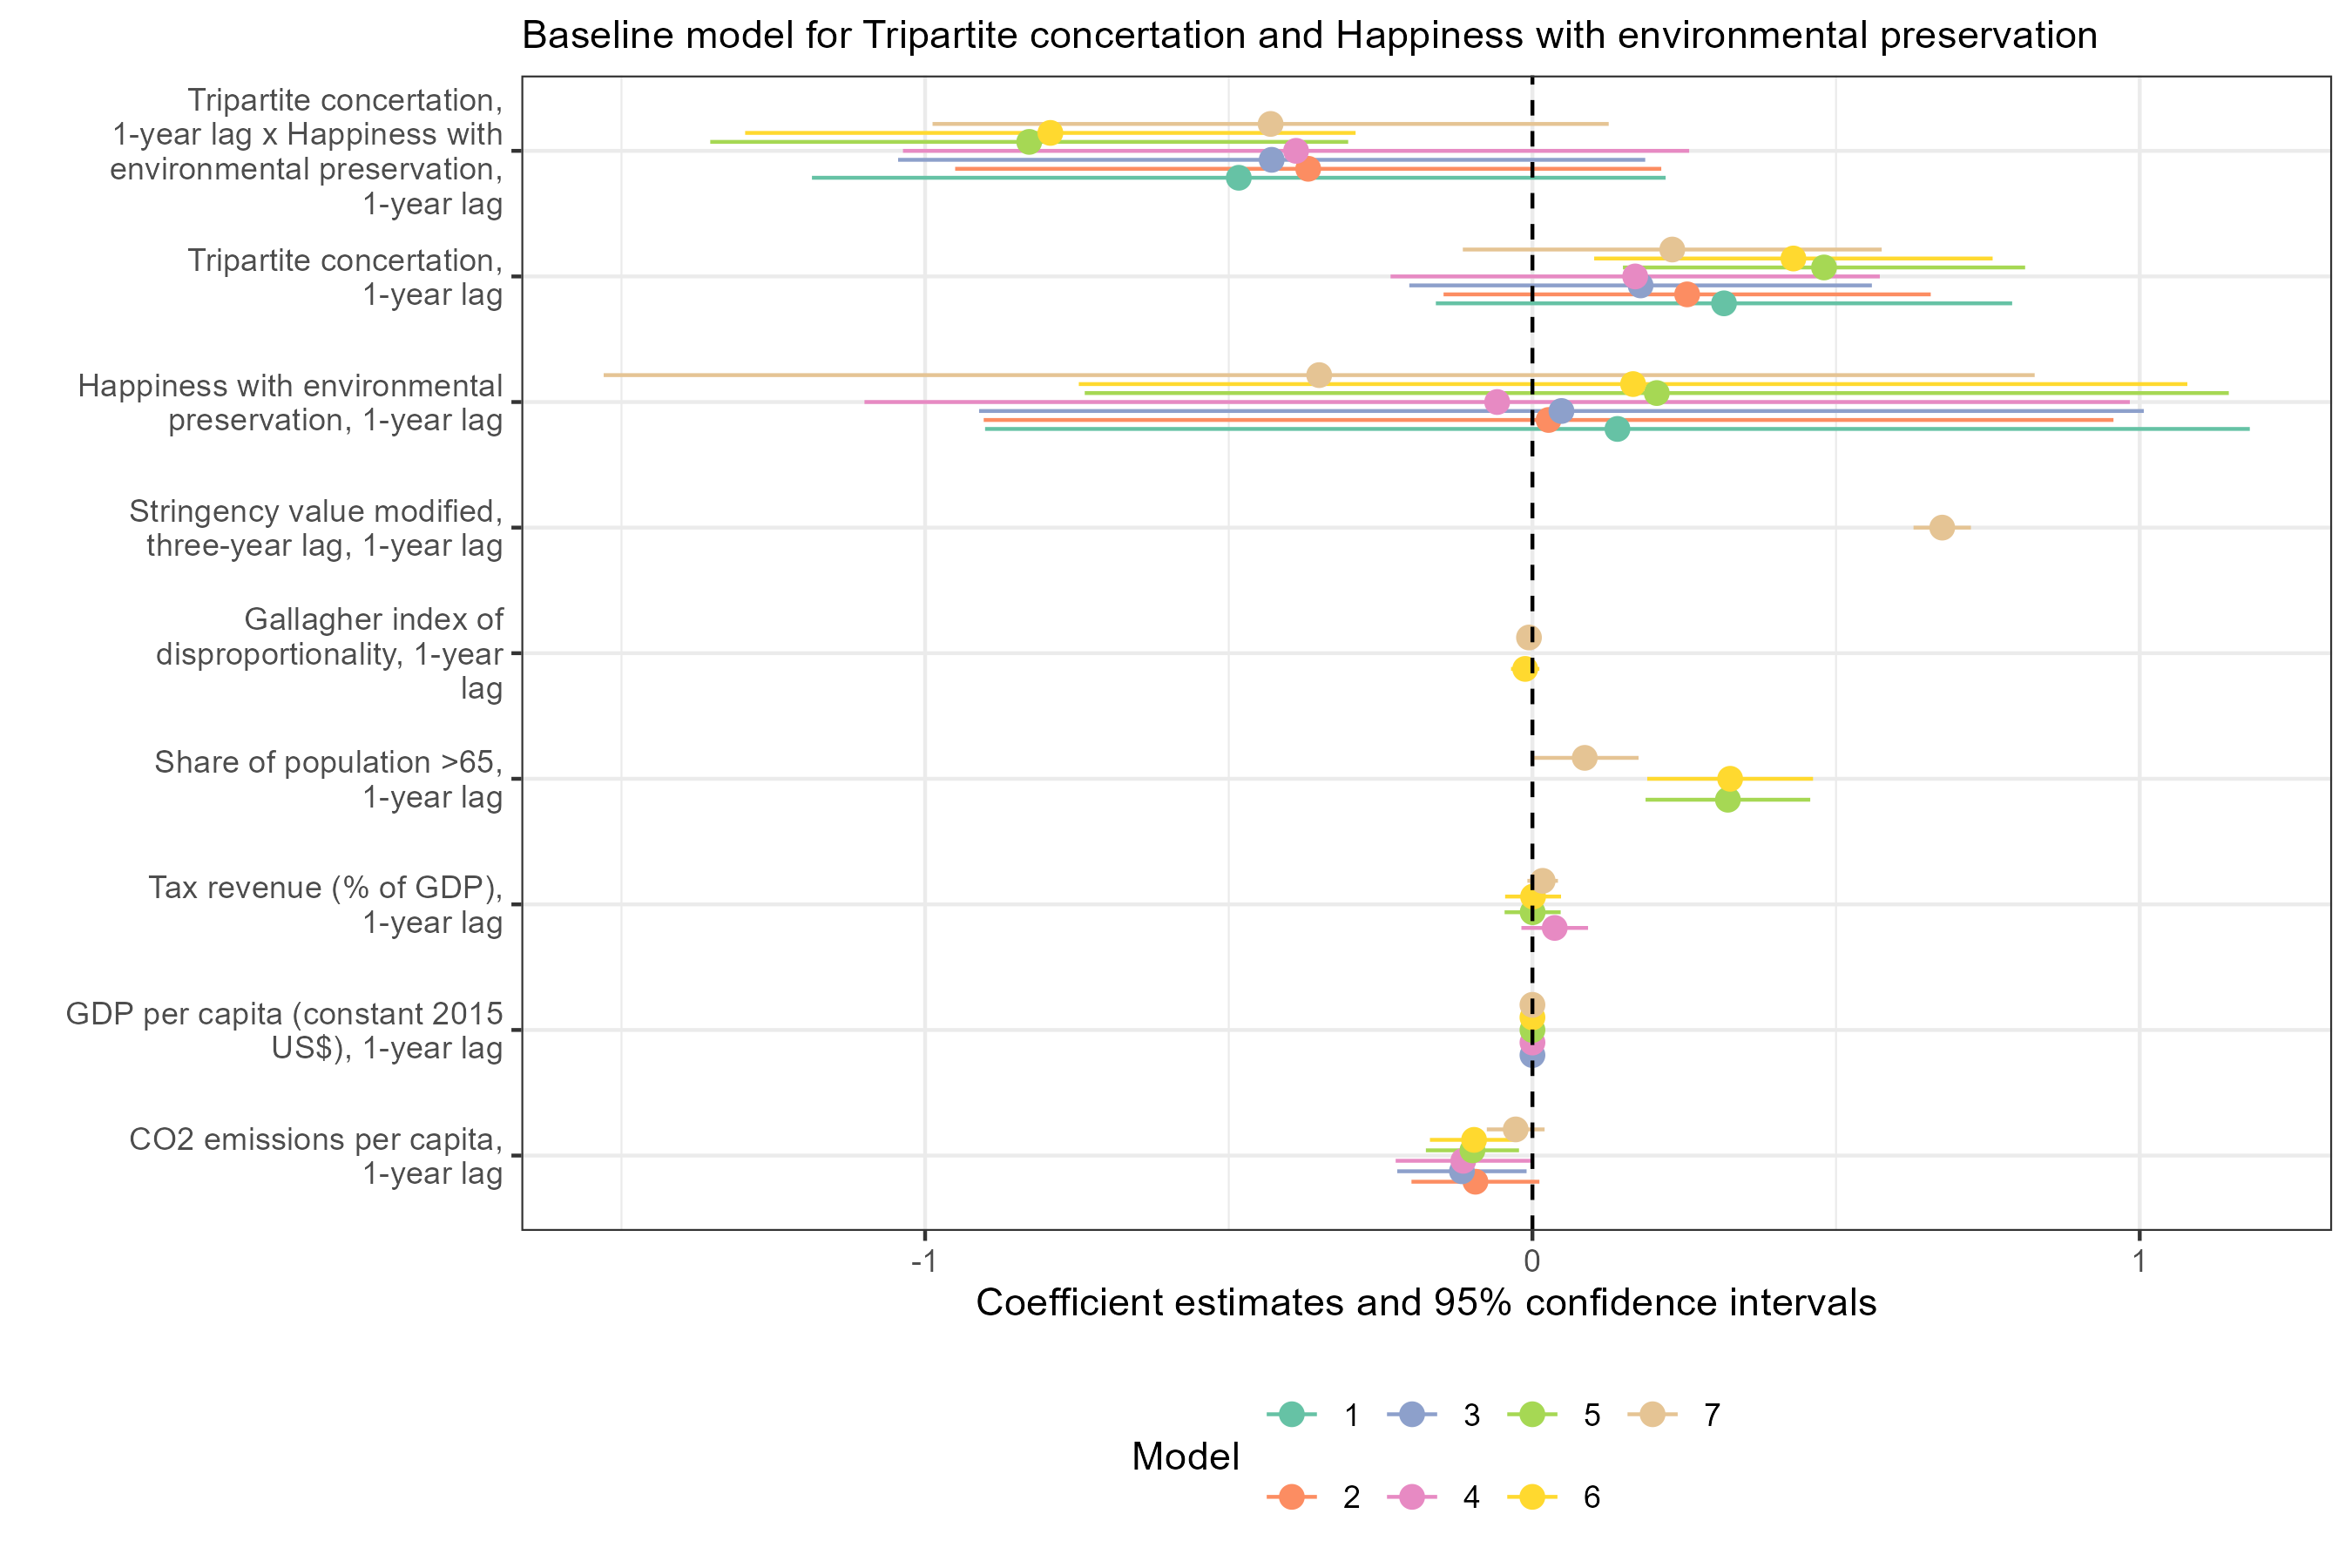 Baseline model for Tripartite concertation and Happiness with environmental preservation
Tripartite concertation,
1-year lag x Happiness with
environmental preservation,
1-year lag
Tripartite concertation,
1-year lag
Happiness with environmental
preservation, 1-year lag
Stringency value modified,
three-year lag, 1-year lag
Gallagher index of
disproportionality, 1-year
lag
Share of population >65,
1-year lag
Tax revenue (% of GDP),
1-year lag
GDP per capita (constant 2015
US$), 1-year lag
CO2 emissions per capita,
1-year lag
-1 0 1
Coefficient estimates and 95% confidence intervals
Model
1 3 5 7
2 4 6